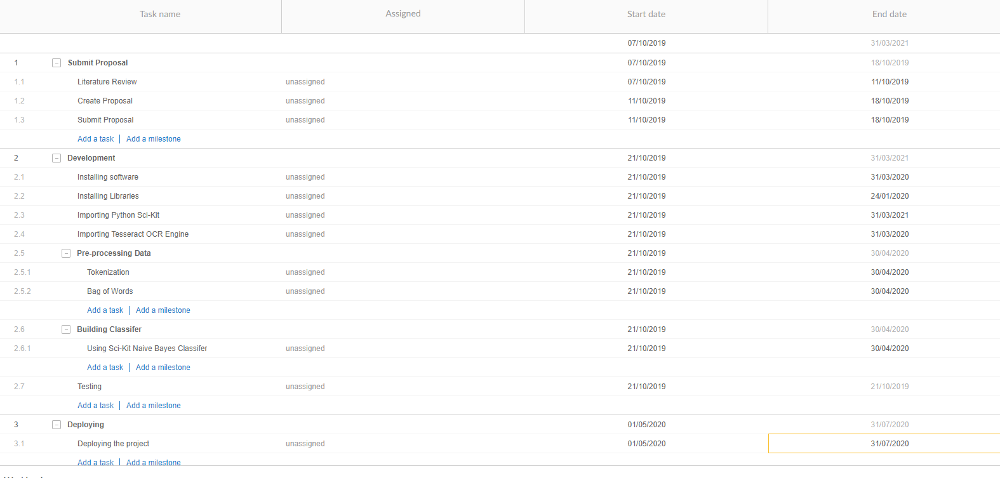 Task name Assigned Start date End date
07/10/2019 31/03/2021
1 Submit Proposal 07/10/2019 18/10/2019
1.1 Literature Review unassigned 07/10/2019 11/10/2019
1.2 Create Proposal unassigned 11/10/2019 18/10/2019
1.3 Submit Proposal unassigned 11/10/2019 18/10/2019
Add a task | Add a milestone
2 Development 21/10/2019 31/03/2021
2.1 Installing software unassigned 21/10/2019 31/03/2020
2.2 Installing Libraries unassigned 21/10/2019 24/01/2020
2.3 Importing Python Sci-Kit unassigned 21/10/2019 31/03/2021
2.4 Importing Tesseract OCR Engine unassigned 21/10/2019 31/03/2020
2.5 Pre-processing Data 21/10/2019 30/04/2020
2.5.1 Tokenization unassigned 21/10/2019 30/04/2020
2.5.2 Bag of Words unassigned 21/10/2019 30/04/2020
Add a task | Add a milestone
2.6 Building Classifer 21/10/2019 30/04/2020
2.6.1 Using Sci-Kit Naive Bayes Classifer unassigned 21/10/2019 30/04/2020
Add a task | Add a milestone
2.7 Testing unassigned 21/10/2019 21/10/2019
Add a task | Add a milestone
3 Deploying 01/05/2020 31/07/2020
3.1 Deploying the project unassigned 01/05/2020 31/07/2020
Add a task | Add a milestone